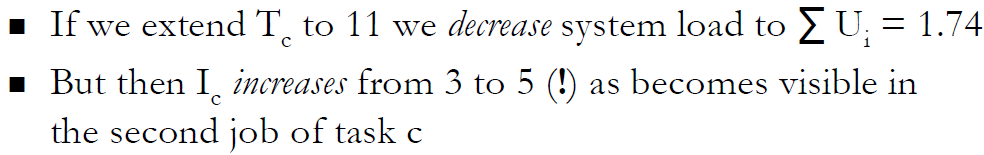 ▪ If we extend T_c to 11 we decrease system load to ∑ U_i = 1.74
▪ But then I_c increases from 3 to 5 (!) as becomes visible in
the second job of task c